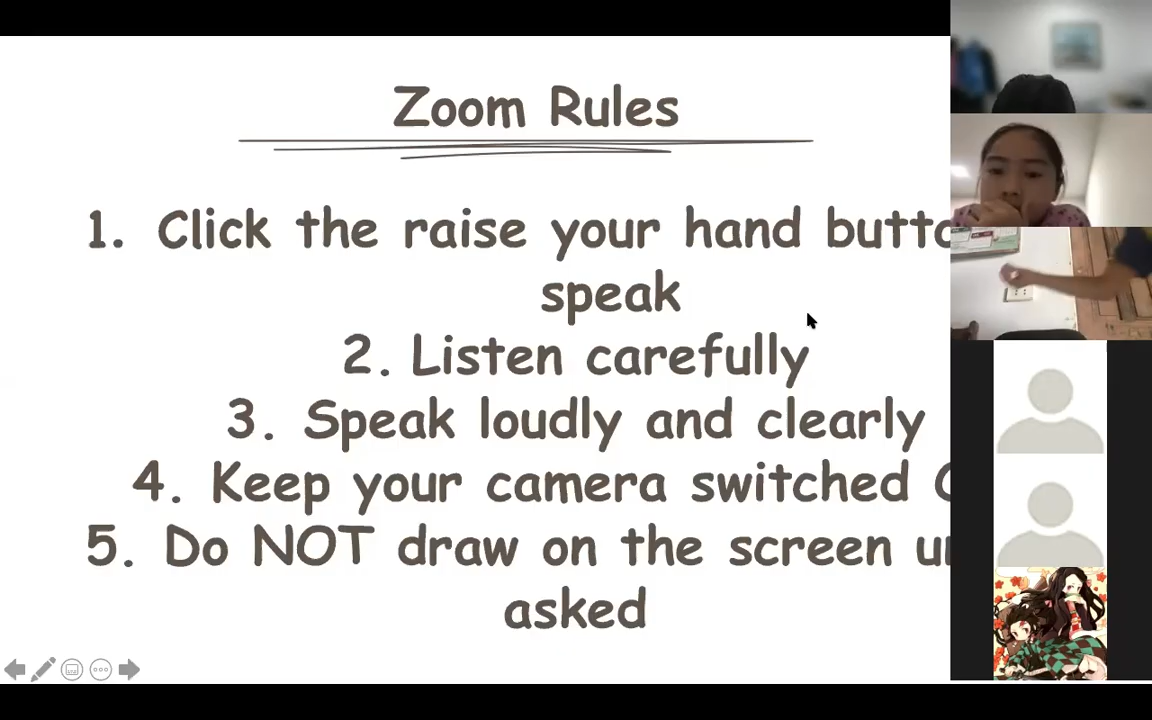 Zoom Rules
1. Click the raise your hand
speak
2. Listen carefully
3. Speak loudly and clearly
4. Keep your camera switched
5. Do NOT draw on the screen
asked